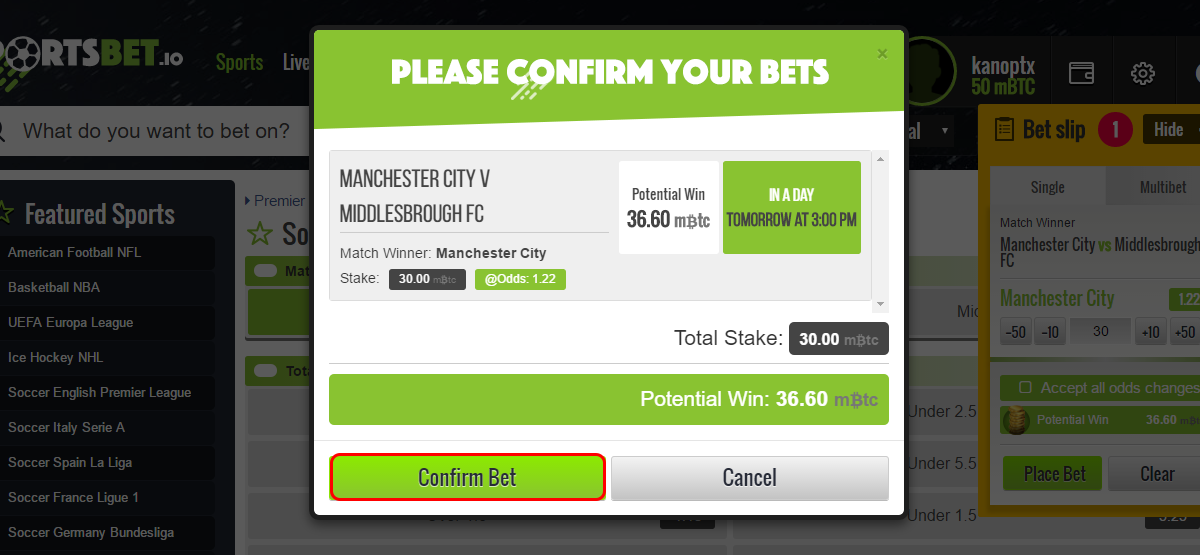 RTSBET.IO
Sports
Live
kanoptx
50 mBTC
What do you want to bet on?
Featured Sports
American Football NFL
Basketball NBA
UEFA Europa League
Ice Hockey NHL
Soccer English Premier League
Soccer Italy Serie A
Soccer Spain La Liga
Soccer France Ligue 1
Soccer Germany Bundesliga
Premier
So
Mat
Tot
PLEASE CONFIRM YOUR BETS
×
MANCHESTER CITY V
MIDDLESBROUGH FC
Match Winner: Manchester City
Stake: 30.00 m₿tc @Odds: 1.22
Potential Win
36.60 m₿tc
IN A DAY
TOMORROW AT 3:00 PM
Total Stake: 30.00 m₿tc
Potential Win: 36.60 m₿tc
Confirm Bet
Cancel
al
Mid
Under 2.5
Under 5.5
Under 1.5
Bet slip 1 Hide
Single
Multibet
Match Winner
Manchester City vs Middlesbrough
FC
Manchester City 1.22
-50 -10 30 +10 +50
Accept all odds changes
Potential Win 36.60 m₿tc
Place Bet
Clear